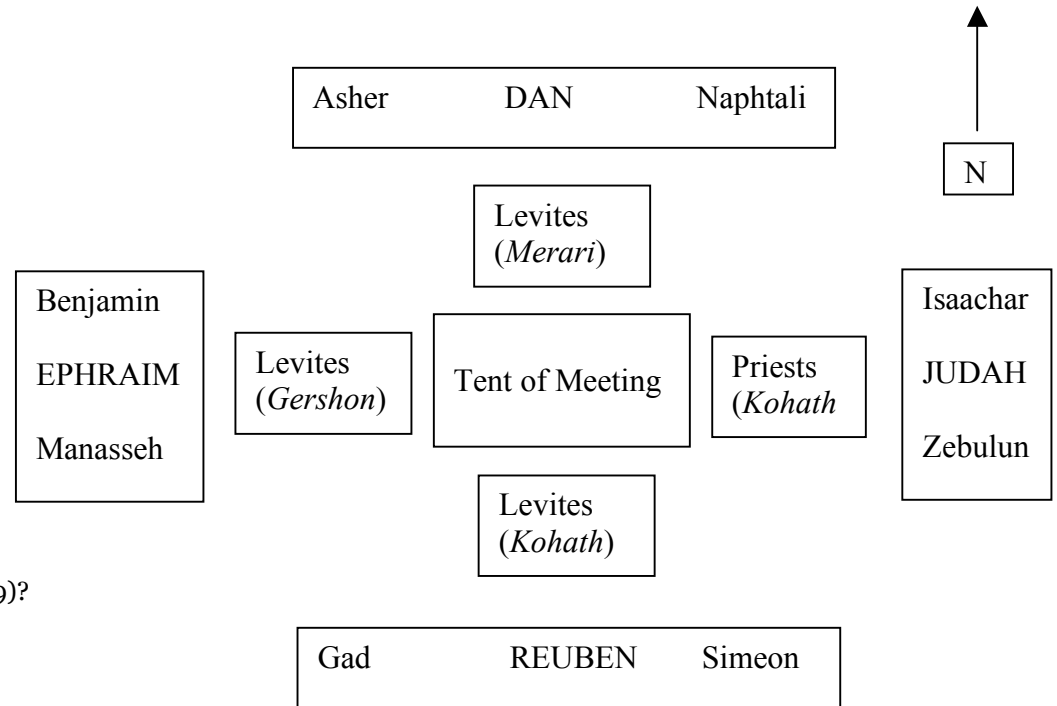 Asher DAN Naphtali
N
Levites
(Merari)
Benjamin
EPHRAIM
Manasseh
Levites
(Gershon)
Tent of Meeting
Priests
(Kohath
Isaachar
JUDAH
Zebulun
Levites
(Kohath)
9)?
Gad REUBEN Simeon